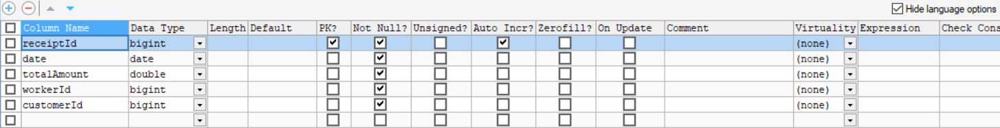 Hide language options
Column Name Data Type Length Default PK? Not Null? Unsigned? Auto Incr? Zerofill? On Update Comment Virtuality Expression Check Cons
receiptId bigint (none)
date date (none)
totalAmount double (none)
workerId bigint (none)
customerId bigint (none)